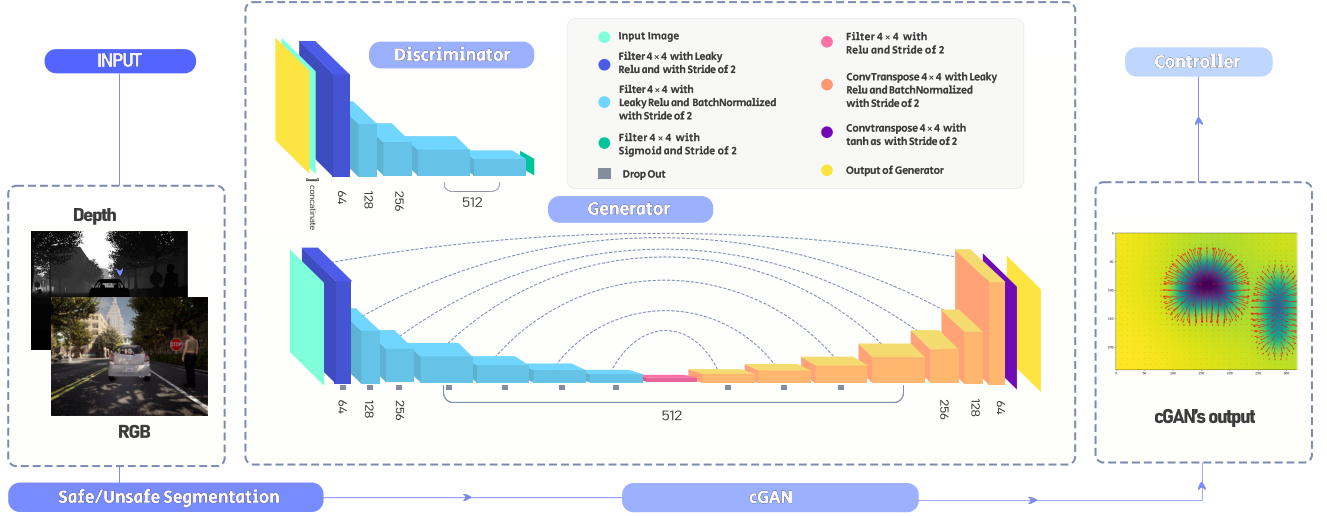 INPUT
Depth
RGB
Safe/Unsafe Segmentation
Discriminator
concatinate
64
128
256
512
Input Image
Filter 4 × 4 with Leaky
Relu and with Stride of 2
Filter 4 × 4 with
Leaky Relu and BatchNormalized
with Stride of 2
Filter 4 × 4 with
Sigmoid and Stride of 2
Drop Out
Filter 4 × 4 with
Relu and Stride of 2
ConvTranspose 4 × 4 with Leaky
Relu and BatchNormalized
with Stride of 2
Convtranspose 4 × 4 with
tanh as with Stride of 2
Output of Generator
Generator
64
128
256
512
256
128
64
cGAN
Controller
cGAN's output